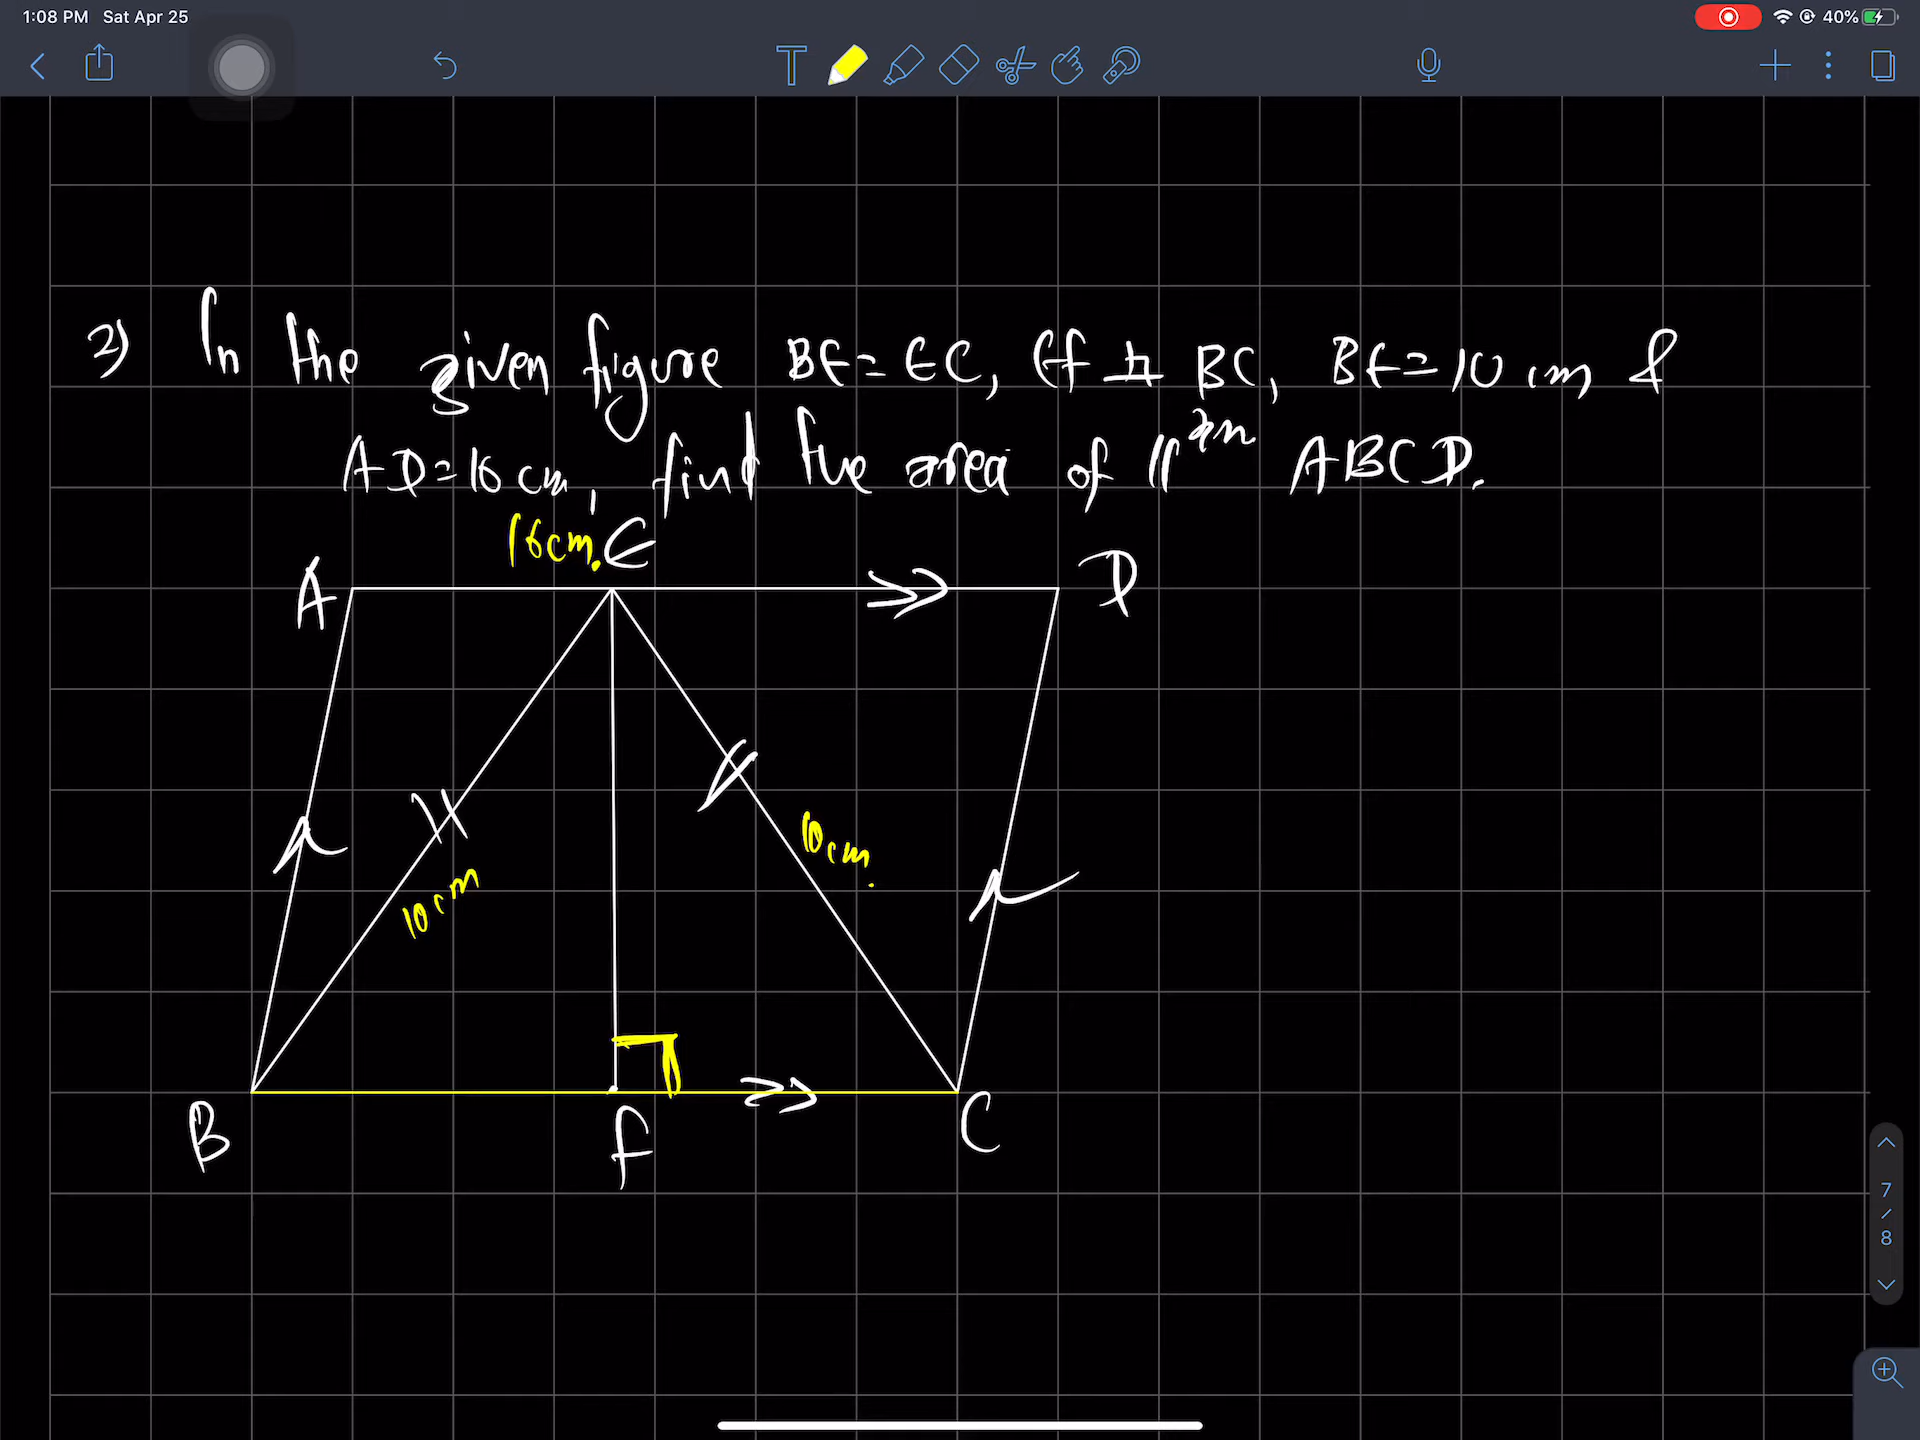 1:08 PM Sat Apr 25
40%
2) In the given figure BE = EC, EF ⊥ BC, BE = 10 cm &
AD = 16 cm, find the area of ||gm ABCD.
16cm. E
A D
10cm
10cm.
B F C
7
/
8